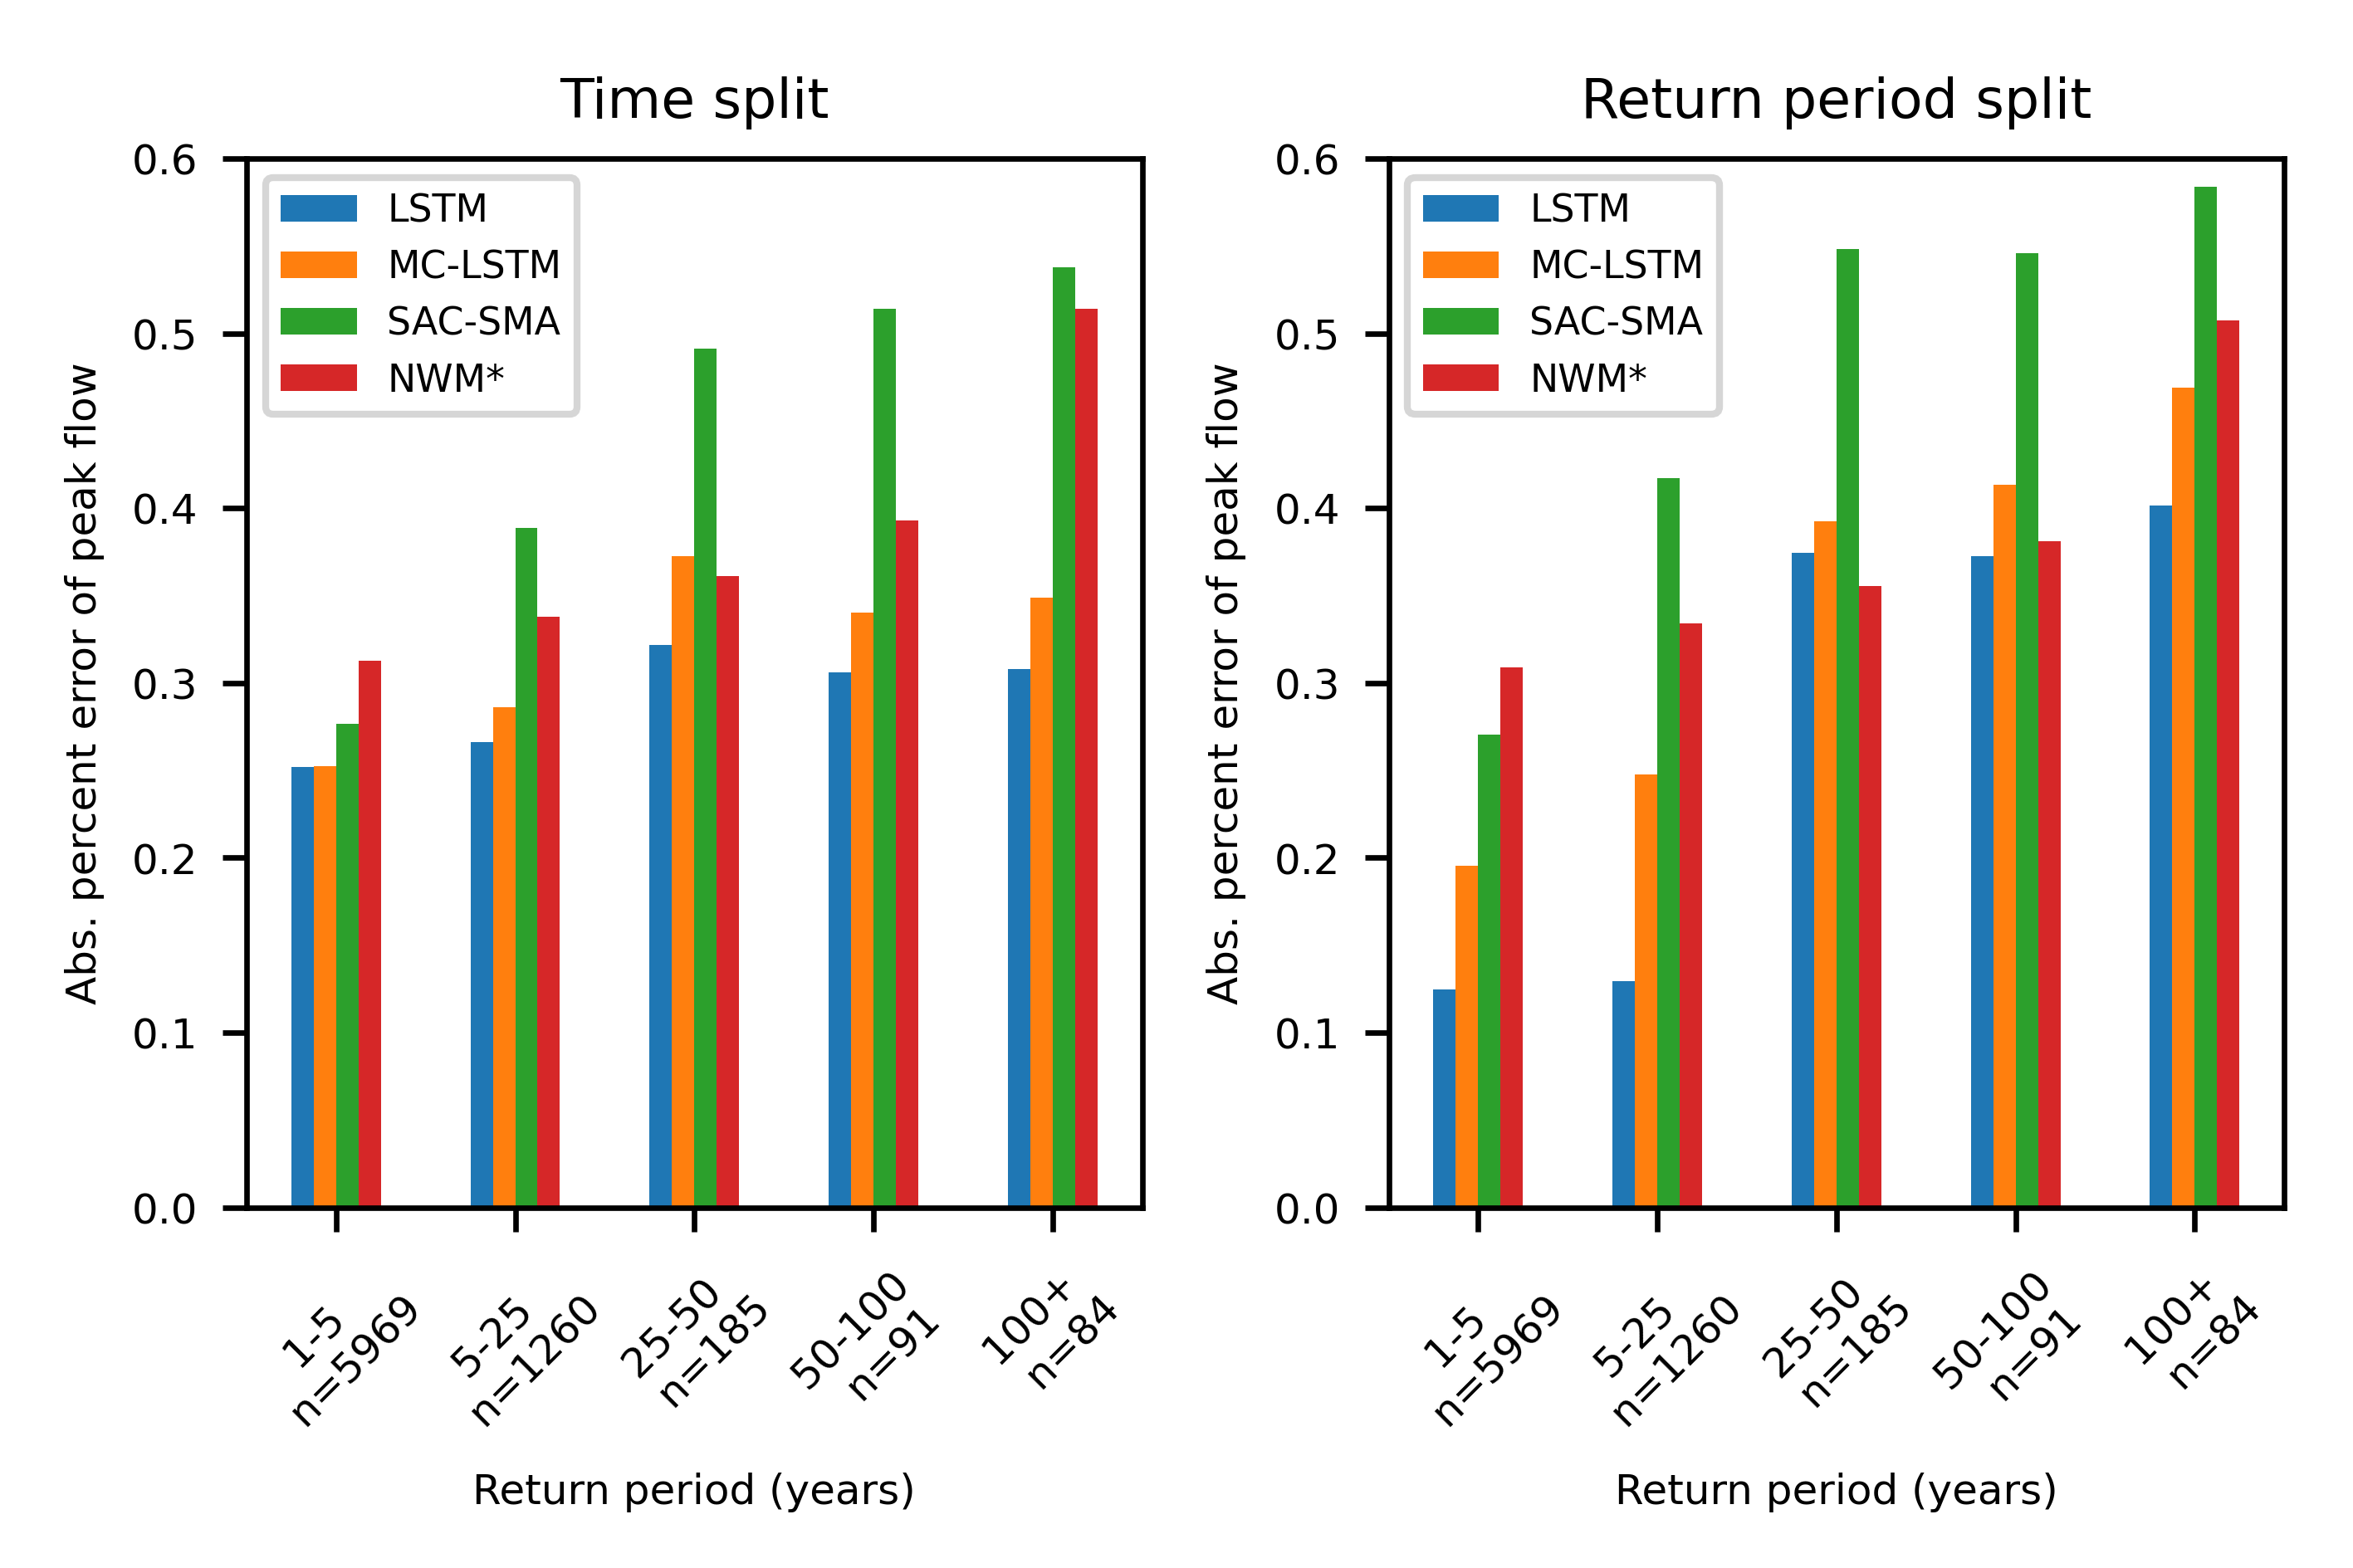 Time split
Abs. percent error of peak flow
0.6
0.5
0.4
0.3
0.2
0.1
0.0
LSTM
MC-LSTM
SAC-SMA
NWM*
1-5
n=5969
5-25
n=1260
25-50
n=185
50-100
n=91
100+
n=84
Return period (years)
Return period split
Abs. percent error of peak flow
0.6
0.5
0.4
0.3
0.2
0.1
0.0
LSTM
MC-LSTM
SAC-SMA
NWM*
1-5
n=5969
5-25
n=1260
25-50
n=185
50-100
n=91
100+
n=84
Return period (years)